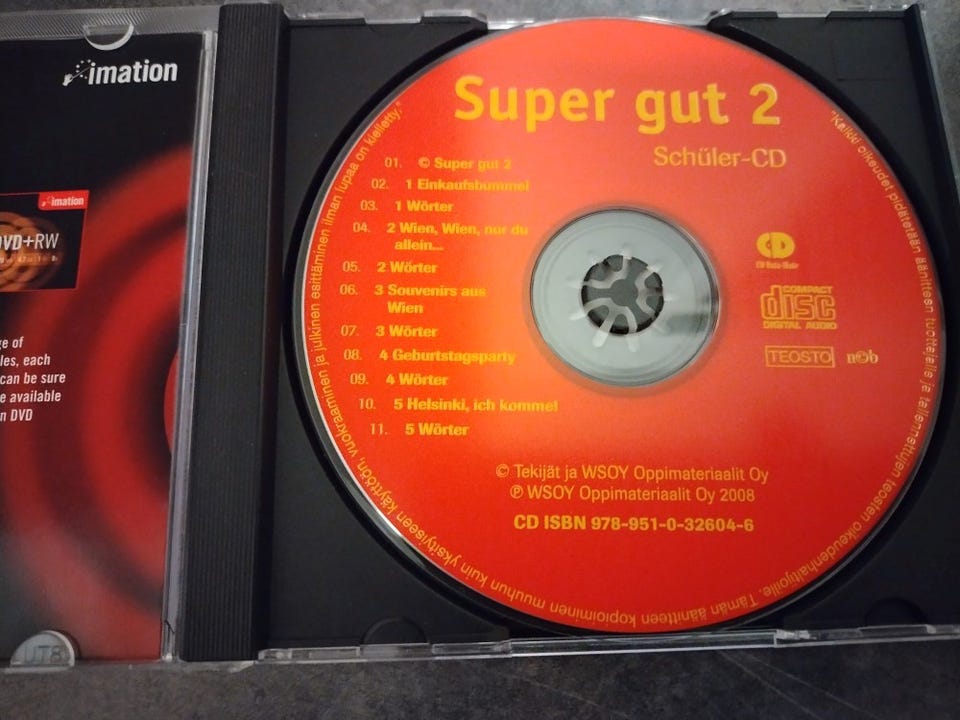 imation
imation
DVD+RW
ge of
les, each
can be sure
e available
n DVD
UTB
Super gut 2
Schüler-CD
01. © Super gut 2
02. 1 Einkaufsbummel
03. 1 Wörter
04. 2 Wien, Wien, nur du
allein...
05. 2 Wörter
06. 3 Souvenirs aus
Wien
07. 3 Wörter
08. 4 Geburtstagsparty
09. 4 Wörter
10. 5 Helsinki, ich komme!
11. 5 Wörter
CD
COMPACT
disc
DIGITAL AUDIO
TEOSTO
ncb
© Tekijät ja WSOY Oppimateriaalit Oy
℗ WSOY Oppimateriaalit Oy 2008
CD ISBN 978-951-0-32604-6
"Kaikki oikeudet pidätetään äänitteen tuottajalle ja tallennettujen teosten oikeudenhaltijoille. Tämän äänitteen kopioiminen muuhun kuin yksityiseen käyttöön, vuokraaminen ja julkinen esittäminen ilman lupaa on kielletty."